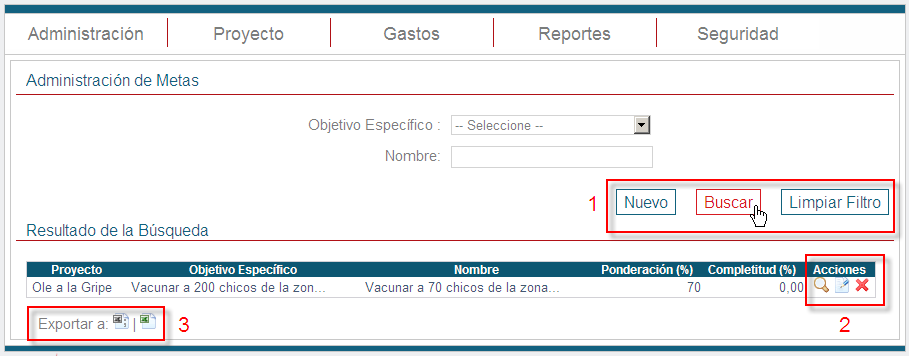 Administración Proyecto Gastos Reportes Seguridad
Administración de Metas
Objetivo Específico : -- Seleccione --
Nombre:
1 Nuevo Buscar Limpiar Filtro
Resultado de la Búsqueda
Proyecto Objetivo Específico Nombre Ponderación (%) Completitud (%) Acciones
Ole a la Gripe Vacunar a 200 chicos de la zon... Vacunar a 70 chicos de la zona... 70 0,00
Exportar a: | 3 2